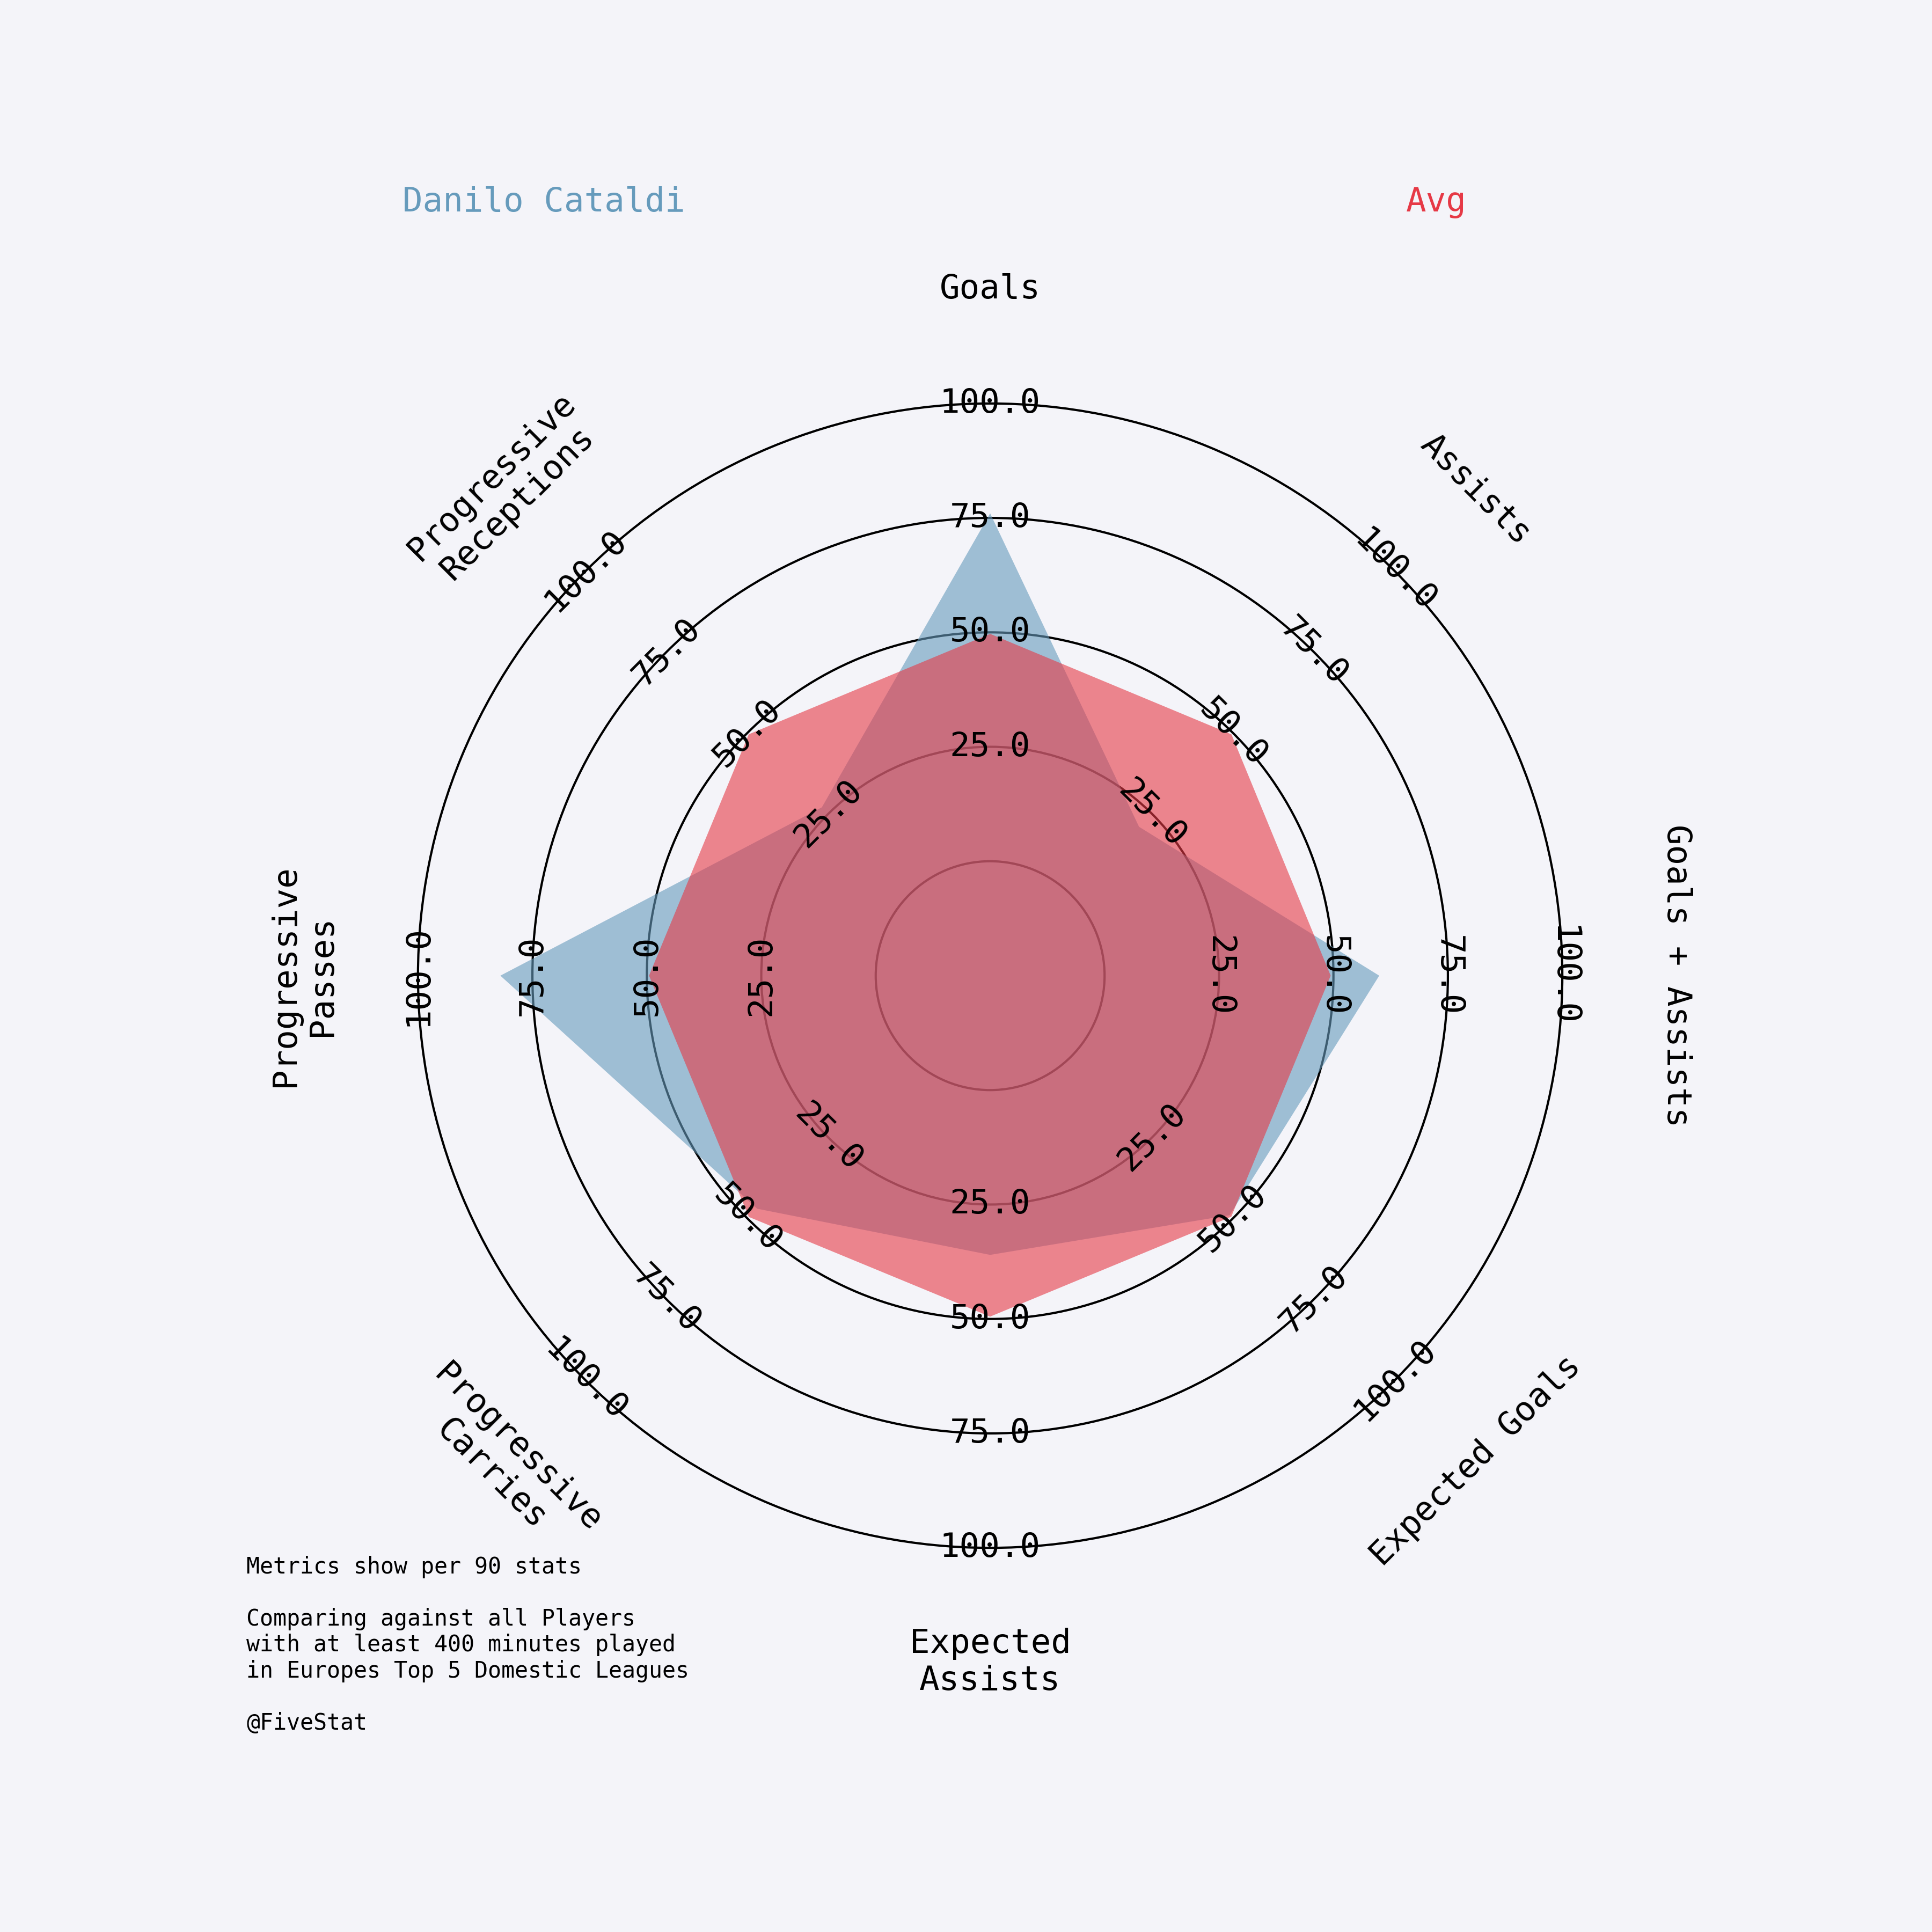 Danilo Cataldi
Avg
Goals
Assists
Goals + Assists
Expected Goals
Expected
Assists
Progressive
Carries
Progressive
Passes
Progressive
Receptions
25.0
50.0
75.0
100.0
25.0
50.0
75.0
100.0
25.0
50.0
75.0
100.0
25.0
50.0
75.0
100.0
25.0
50.0
75.0
100.0
25.0
50.0
75.0
100.0
25.0
50.0
75.0
100.0
25.0
50.0
75.0
100.0
Metrics show per 90 stats
Comparing against all Players
with at least 400 minutes played
in Europes Top 5 Domestic Leagues
@FiveStat